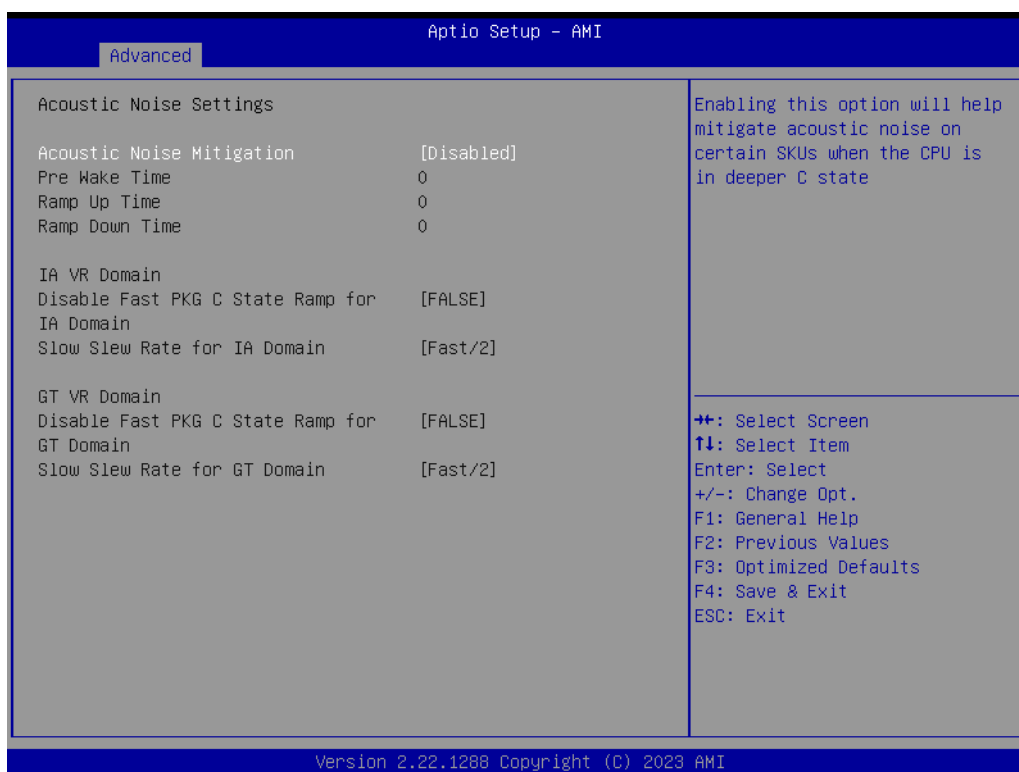 Aptio Setup – AMI
Advanced
Acoustic Noise Settings
Acoustic Noise Mitigation [Disabled]
Pre Wake Time 0
Ramp Up Time 0
Ramp Down Time 0
IA VR Domain
Disable Fast PKG C State Ramp for [FALSE]
IA Domain
Slow Slew Rate for IA Domain [Fast/2]
GT VR Domain
Disable Fast PKG C State Ramp for [FALSE]
GT Domain
Slow Slew Rate for GT Domain [Fast/2]
Enabling this option will help
mitigate acoustic noise on
certain SKUs when the CPU is
in deeper C state
→←: Select Screen
↑↓: Select Item
Enter: Select
+/-: Change Opt.
F1: General Help
F2: Previous Values
F3: Optimized Defaults
F4: Save & Exit
ESC: Exit
Version 2.22.1288 Copyright (C) 2023 AMI